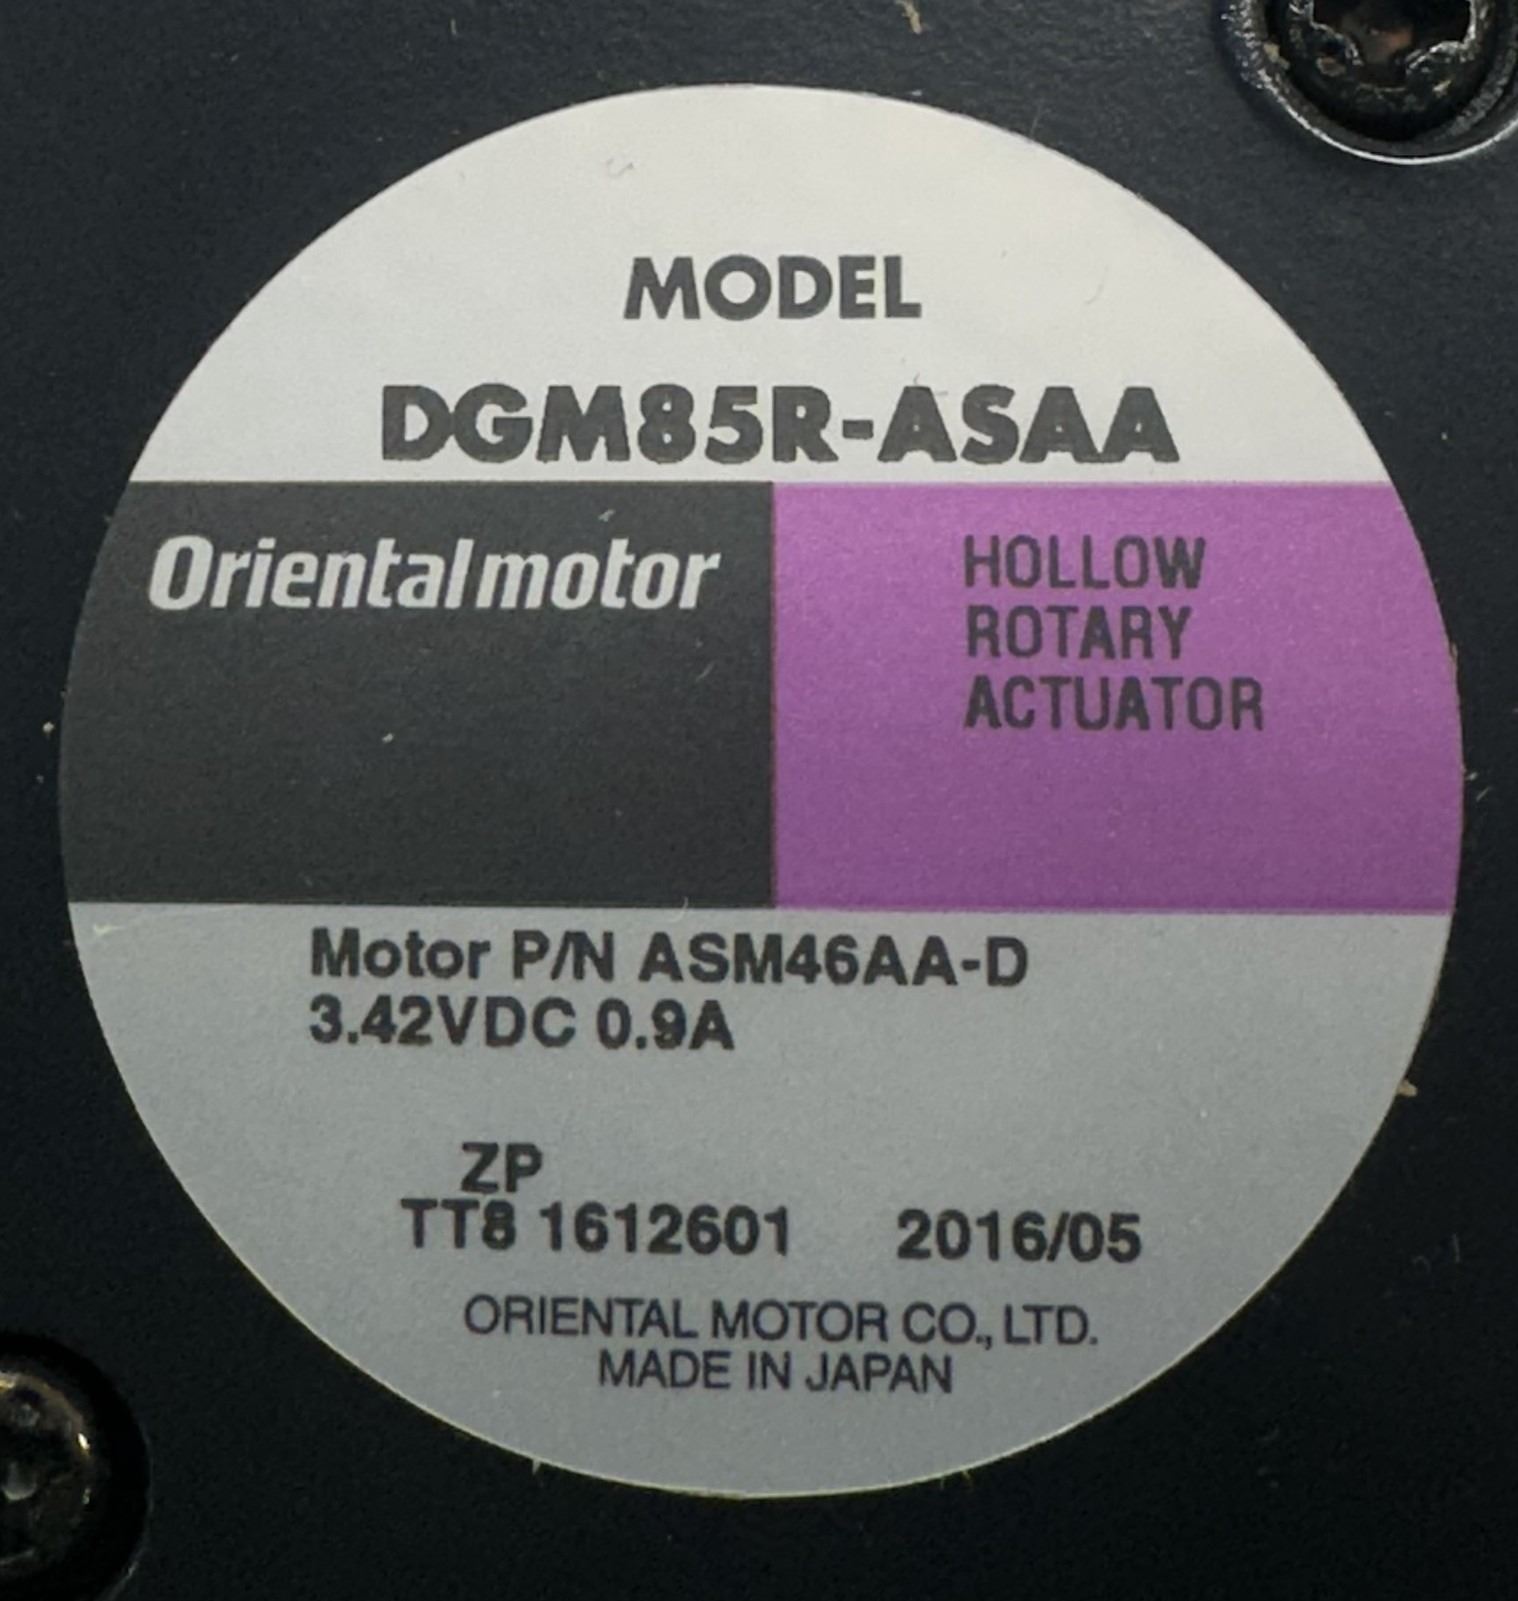 MODEL
DGM85R-ASAA
Orientalmotor
HOLLOW
ROTARY
ACTUATOR
Motor P/N ASM46AA-D
3.42VDC 0.9A
ZP
TT8 1612601 2016/05
ORIENTAL MOTOR CO., LTD.
MADE IN JAPAN